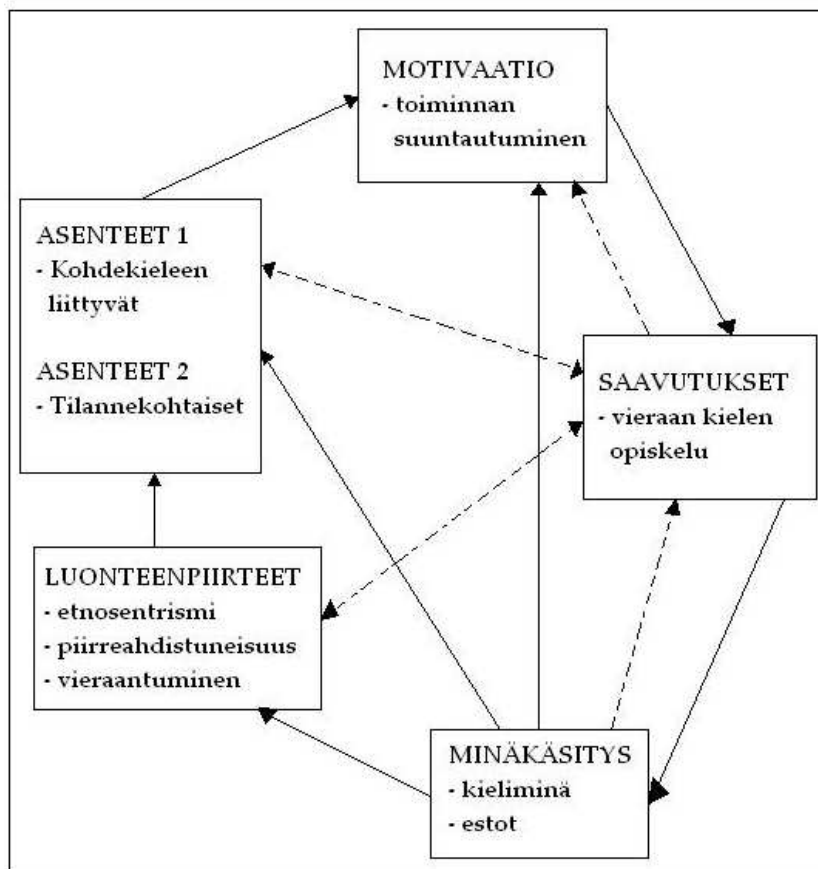 MOTIVAATIO
- toiminnan
suuntautuminen
ASENTEET 1
- Kohdekieleen
liittyvät
ASENTEET 2
- Tilannekohtaiset
SAAVUTUKSET
- vieraan kielen
opiskelu
LUONTEENPIIRTEET
- etnosentrismi
- piirreahdistuneisuus
- vieraantuminen
MINÄKÄSITYS
- kieliminä
- estot